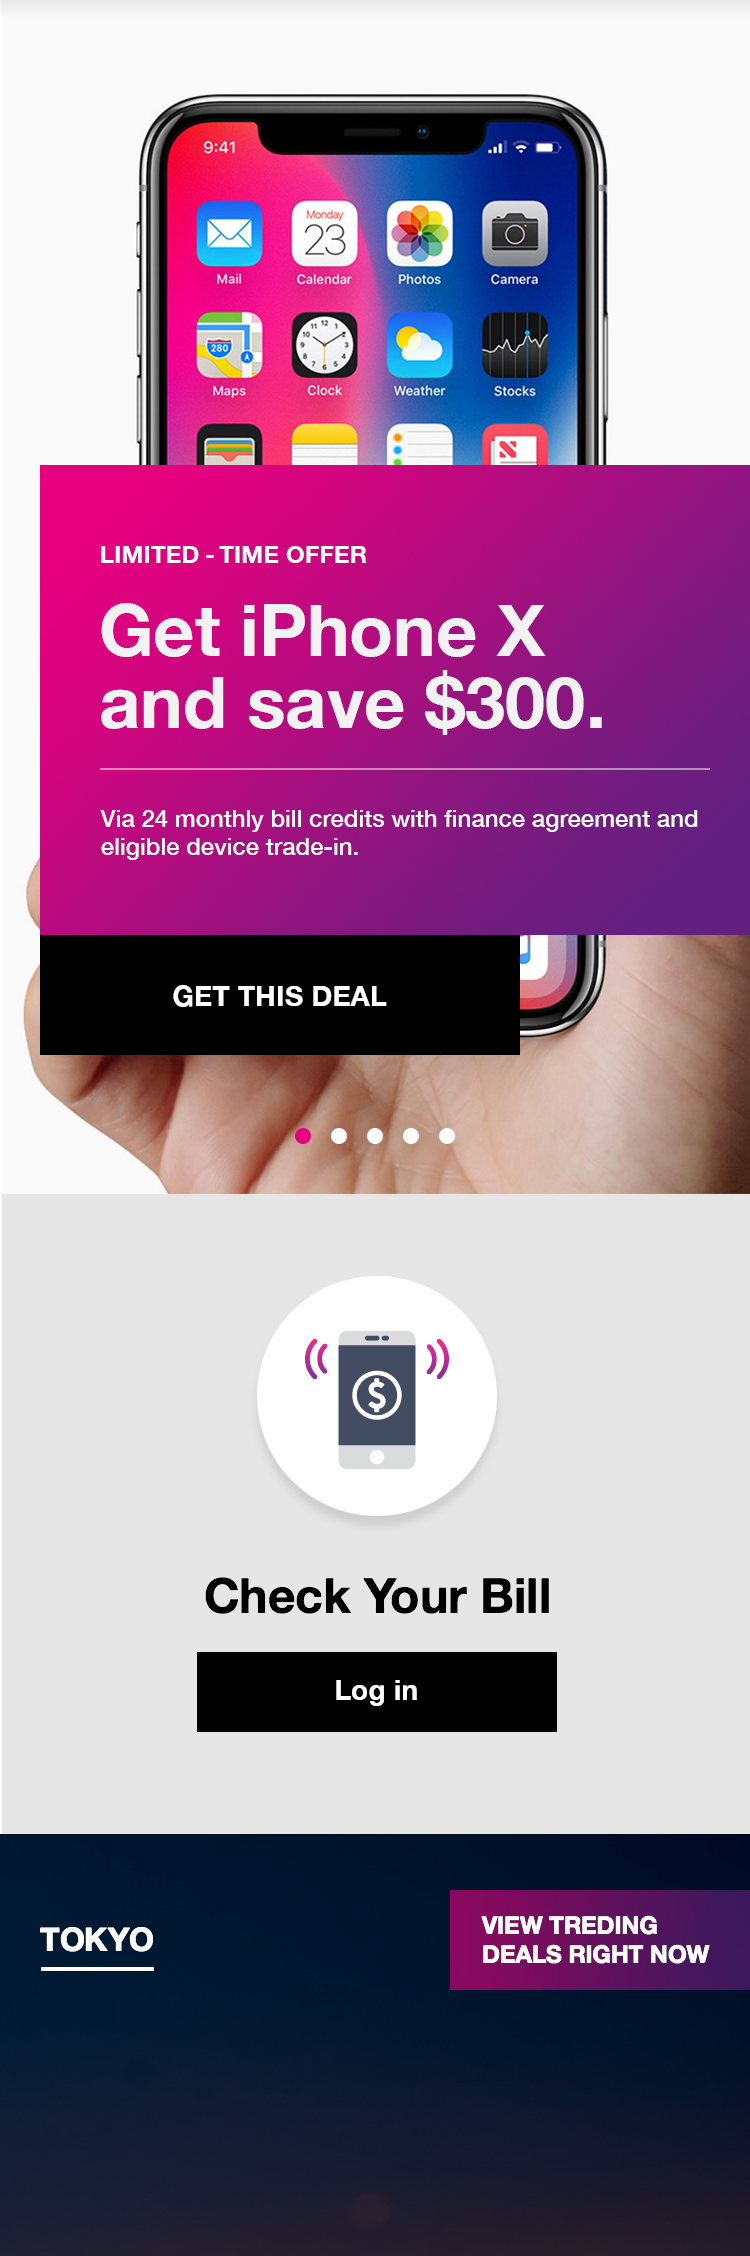 9:41
Monday
23
Mail
Calendar
Photos
Camera
280
Maps
Clock
Weather
Stocks
LIMITED - TIME OFFER
Get iPhone X
and save $300.
Via 24 monthly bill credits with finance agreement and
eligible device trade-in.
GET THIS DEAL
$
Check Your Bill
Log in
TOKYO
VIEW TREDING
DEALS RIGHT NOW